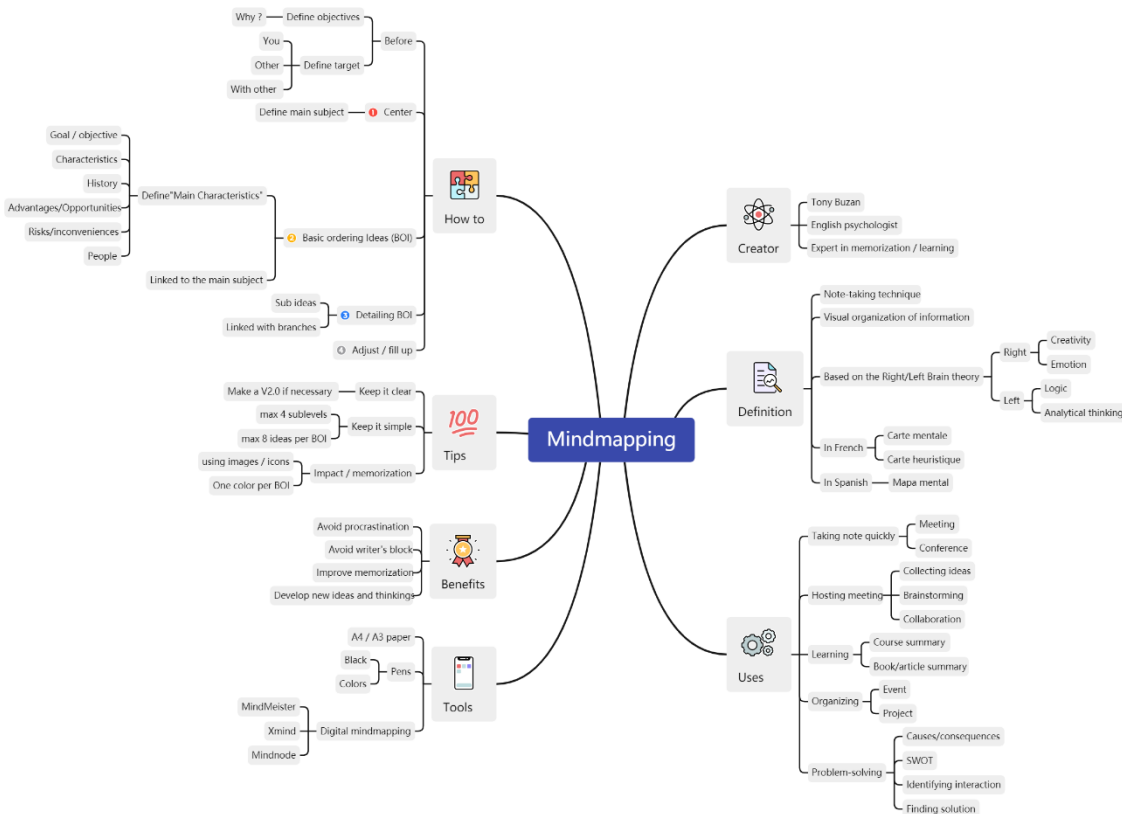 Mindmapping
How to
Before
Define objectives
Why ?
Define target
You
Other
With other
1 Center
Define main subject
2 Basic ordering Ideas (BOI)
Define"Main Characteristics"
Goal / objective
Characteristics
History
Advantages/Opportunities
Risks/inconveniences
People
Linked to the main subject
3 Detailing BOI
Sub ideas
Linked with branches
4 Adjust / fill up
100
Tips
Keep it clear
Make a V2.0 if necessary
Keep it simple
max 4 sublevels
max 8 ideas per BOI
Impact / memorization
using images / icons
One color per BOI
Benefits
Avoid procrastination
Avoid writer's block
Improve memorization
Develop new ideas and thinkings
Tools
A4 / A3 paper
Pens
Black
Colors
Digital mindmapping
MindMeister
Xmind
Mindnode
Creator
Tony Buzan
English psychologist
Expert in memorization / learning
Definition
Note-taking technique
Visual organization of information
Based on the Right/Left Brain theory
Right
Creativity
Emotion
Left
Logic
Analytical thinking
In French
Carte mentale
Carte heuristique
In Spanish
Mapa mental
Uses
Taking note quickly
Meeting
Conference
Hosting meeting
Collecting ideas
Brainstorming
Collaboration
Learning
Course summary
Book/article summary
Organizing
Event
Project
Problem-solving
Causes/consequences
SWOT
Identifying interaction
Finding solution